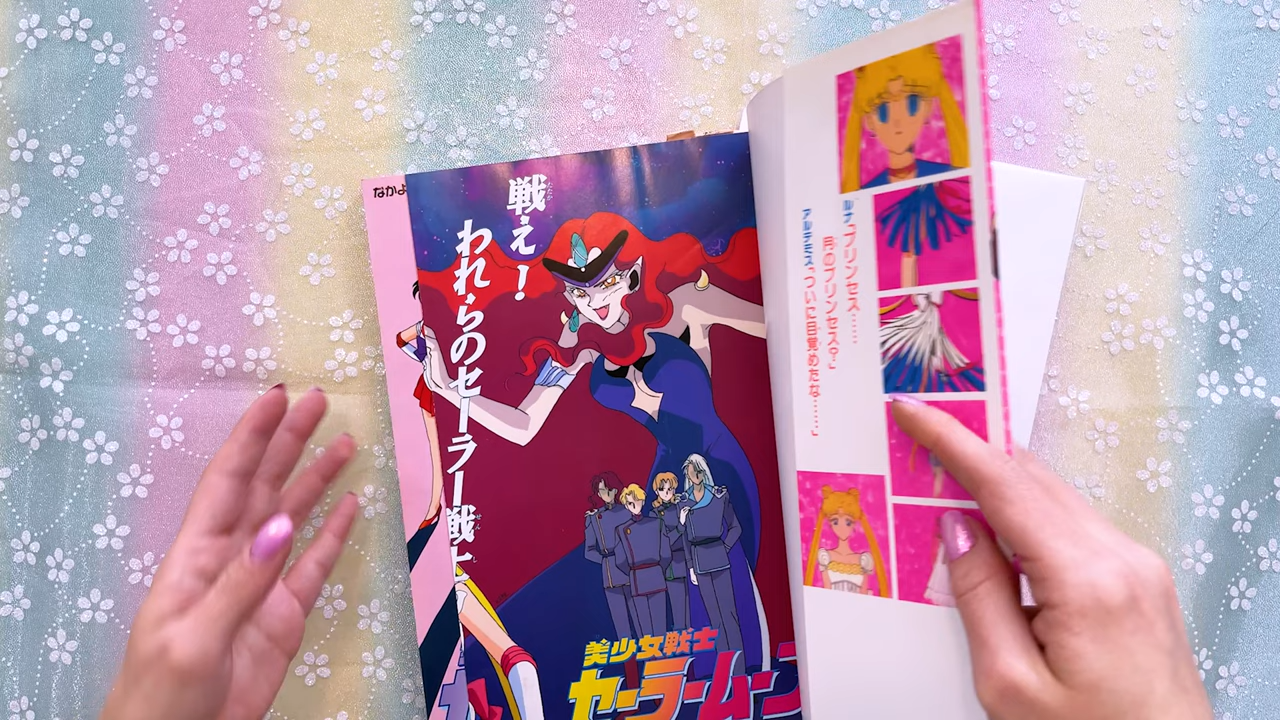 なかよ
戦え!
われらのセーラー戦士
美少女戦士
セーラームーン
ルナ“プリンセス……
月のプリンセス?”
アルテミス“ついに目覚めたな……”